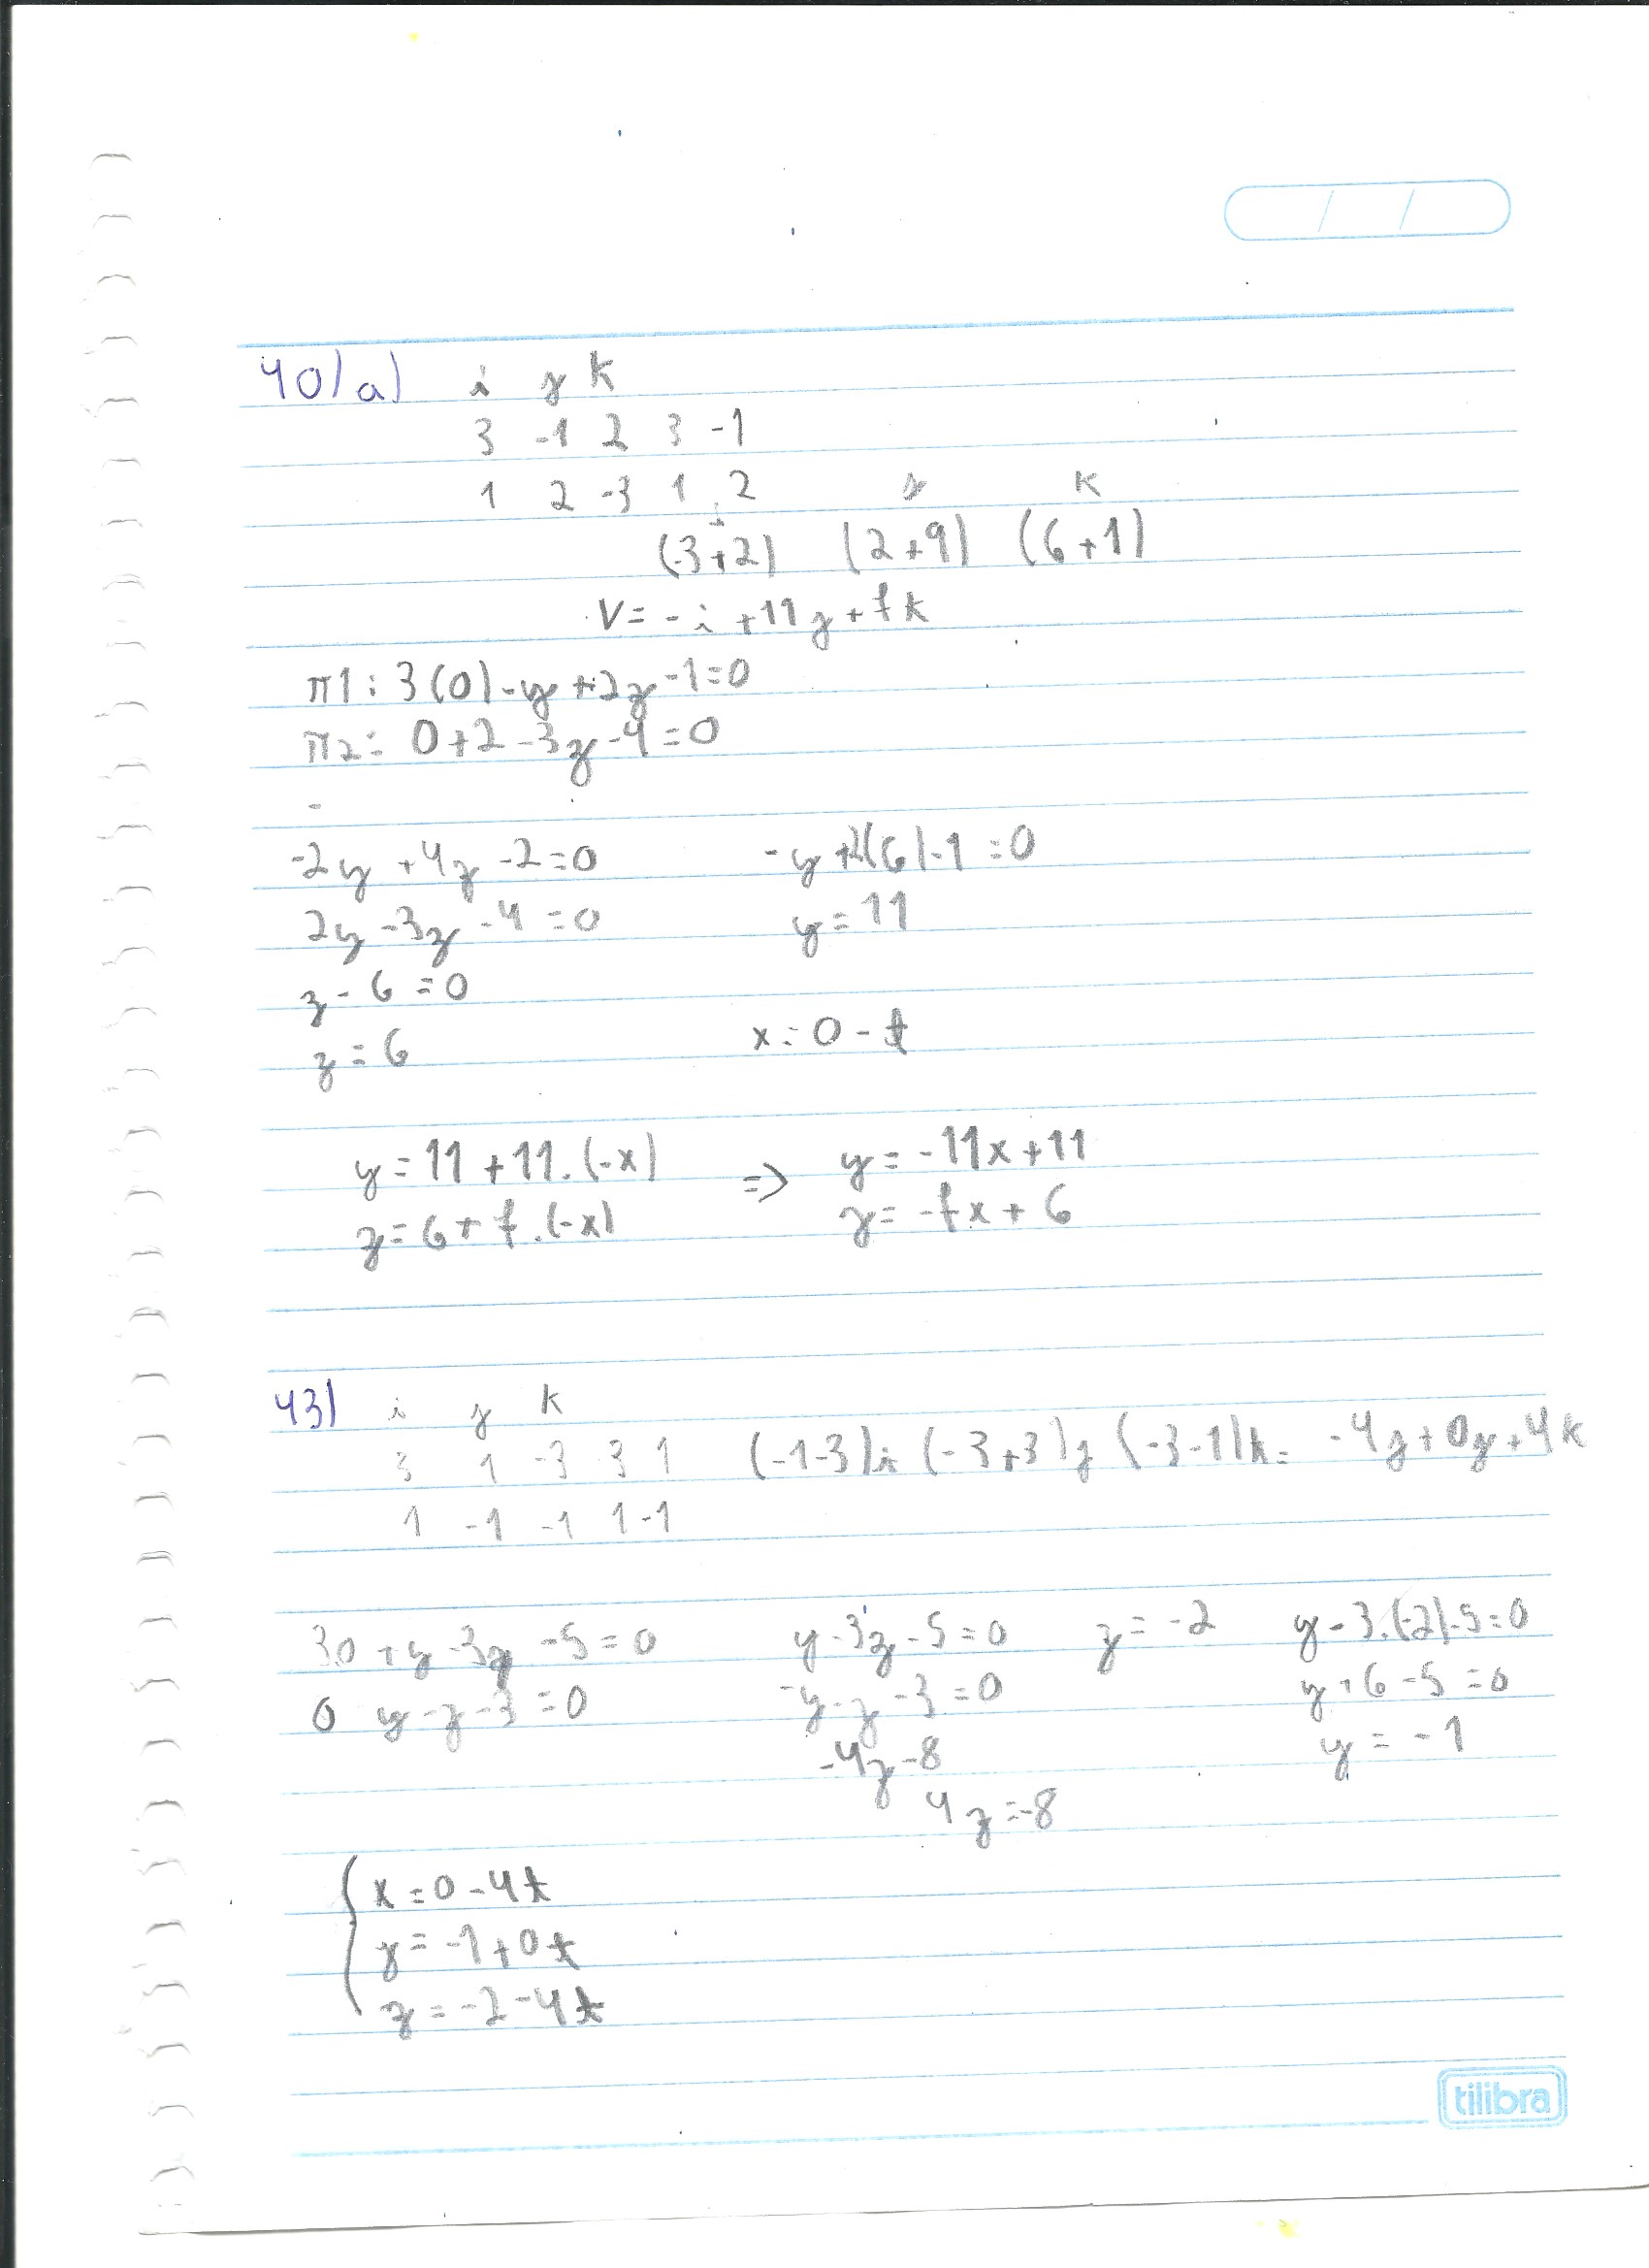 40) a) i j k
3 -1 2 3 -1
1 2 -3 1 2 j k
i
(-3+2) (2+9) (6+1)
V= -i +11j + 7k
π1: 3(0) -y +2z -1=0
π2: 0+2 -3z -4=0
-2y +4z -2=0 -y+2(6)-1=0
2y -3z -4=0 y=11
z-6=0
z=6 x=0-t
y=11+11.(-x) => y=-11x+11
z=6+7.(-x) z=-7x+6
43) i j k
3 1 -3 3 1 (-1-3)i (-3+3)j (-3-1)k= -4j+0y+4k
1 -1 -1 1 -1
3.0 +y -3z -5=0 y-3z-5=0 z=-2 y-3.(-2)-5=0
0 y-z-3=0 -y-z-3=0 y+6-5=0
-4z-8 y=-1
4z=-8
x=0-4t
y=-1+0t
z=-2-4t
tilibra